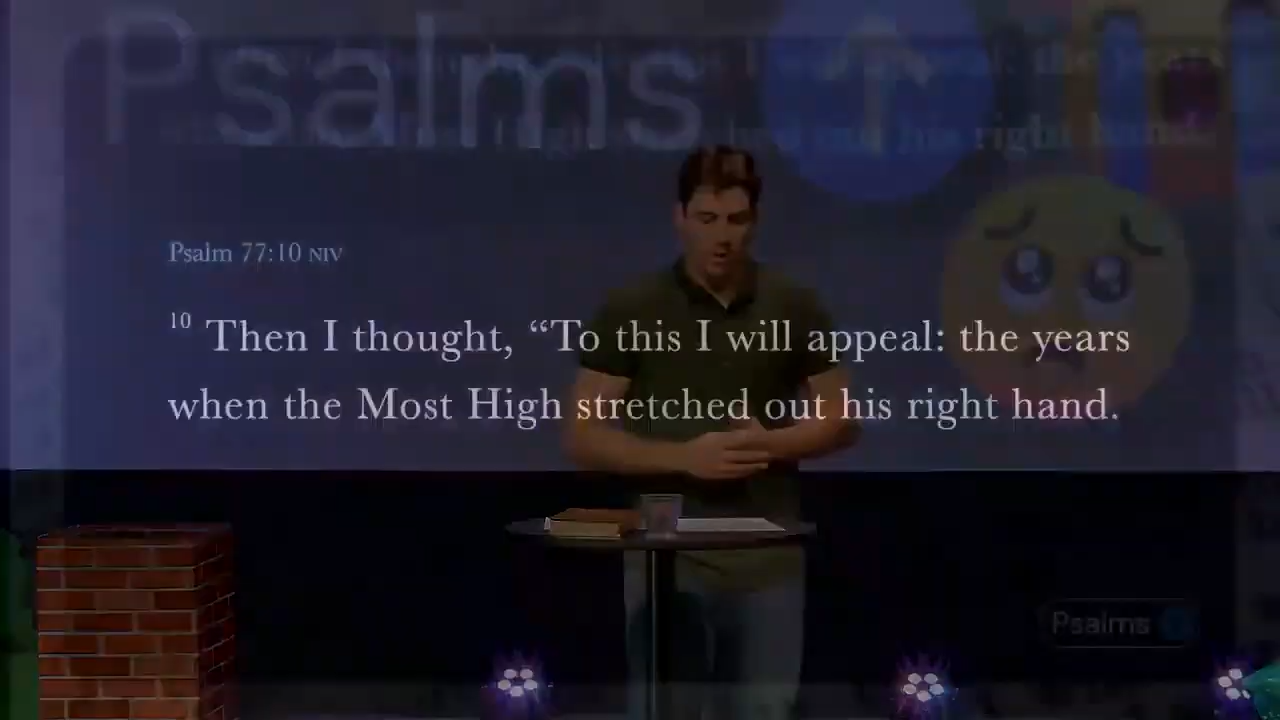 Psalms
Psalm 77:10 NIV
10 Then I thought, “To this I will appeal: the years
when the Most High stretched out his right hand.
Psalms